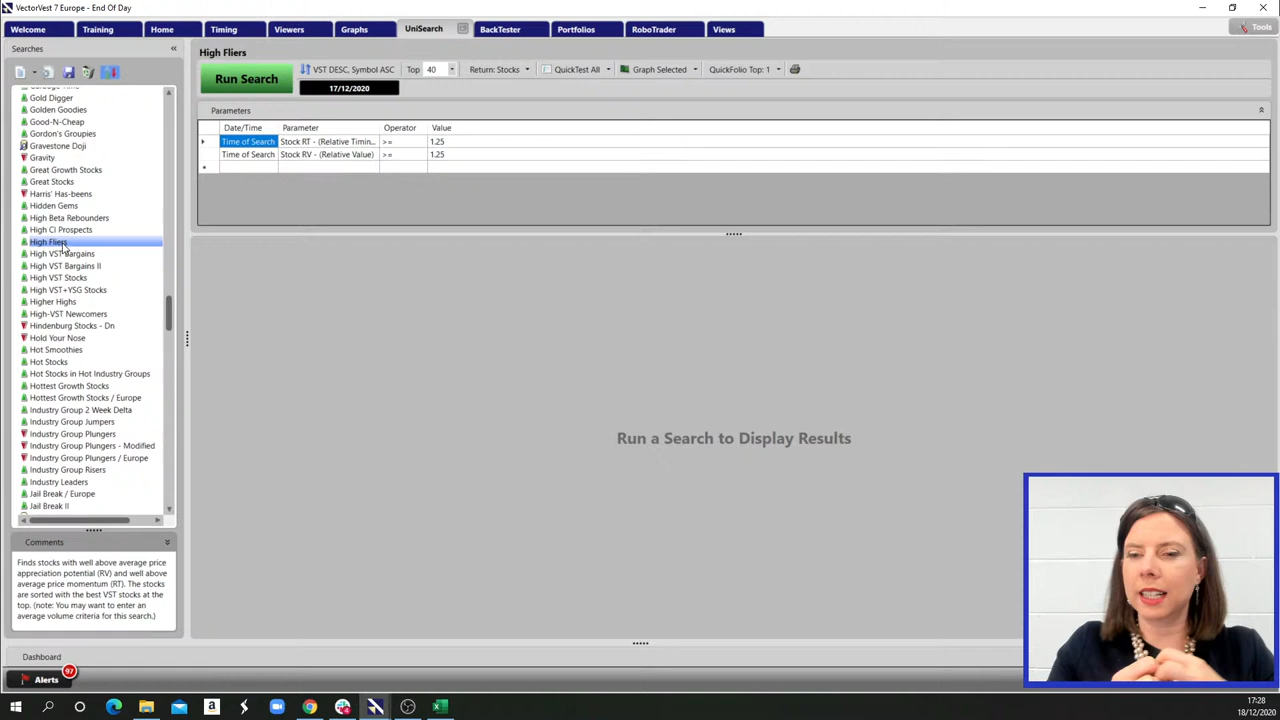 VectorVest 7 Europe - End Of Day
Welcome
Training
Home
Timing
Viewers
Graphs
UniSearch
BackTester
Portfolios
RoboTrader
Views
Tools
Searches
Gold Digger
Golden Goodies
Good-N-Cheap
Gordon's Groupies
Gravestone Doji
Gravity
Great Growth Stocks
Great Stocks
Harris' Has-beens
Hidden Gems
High Beta Rebounders
High CI Prospects
High Fliers
High VST Bargains
High VST Bargains II
High VST Stocks
High VST+YSG Stocks
Higher Highs
High-VST Newcomers
Hindenburg Stocks - Dn
Hold Your Nose
Hot Smoothies
Hot Stocks
Hot Stocks in Hot Industry Groups
Hottest Growth Stocks
Hottest Growth Stocks / Europe
Industry Group 2 Week Delta
Industry Group Jumpers
Industry Group Plungers
Industry Group Plungers - Modified
Industry Group Plungers / Europe
Industry Group Risers
Industry Leaders
Jail Break / Europe
Jail Break II
Comments
Finds stocks with well above average price
appreciation potential (RV) and well above
average price momentum (RT). The stocks
are sorted with the best VST stocks at the
top. (note: You may want to enter an
average volume criteria for this search.)
High Fliers
Run Search
VST DESC, Symbol ASC
Top 40
Return: Stocks
QuickTest All
Graph Selected
QuickFolio Top: 1
17/12/2020
Parameters
Date/Time Parameter Operator Value
Time of Search Stock RT - (Relative Timin... >= 1.25
Time of Search Stock RV - (Relative Value) >= 1.25
Run a Search to Display Results
Dashboard
Alerts
97
17:28
18/12/2020